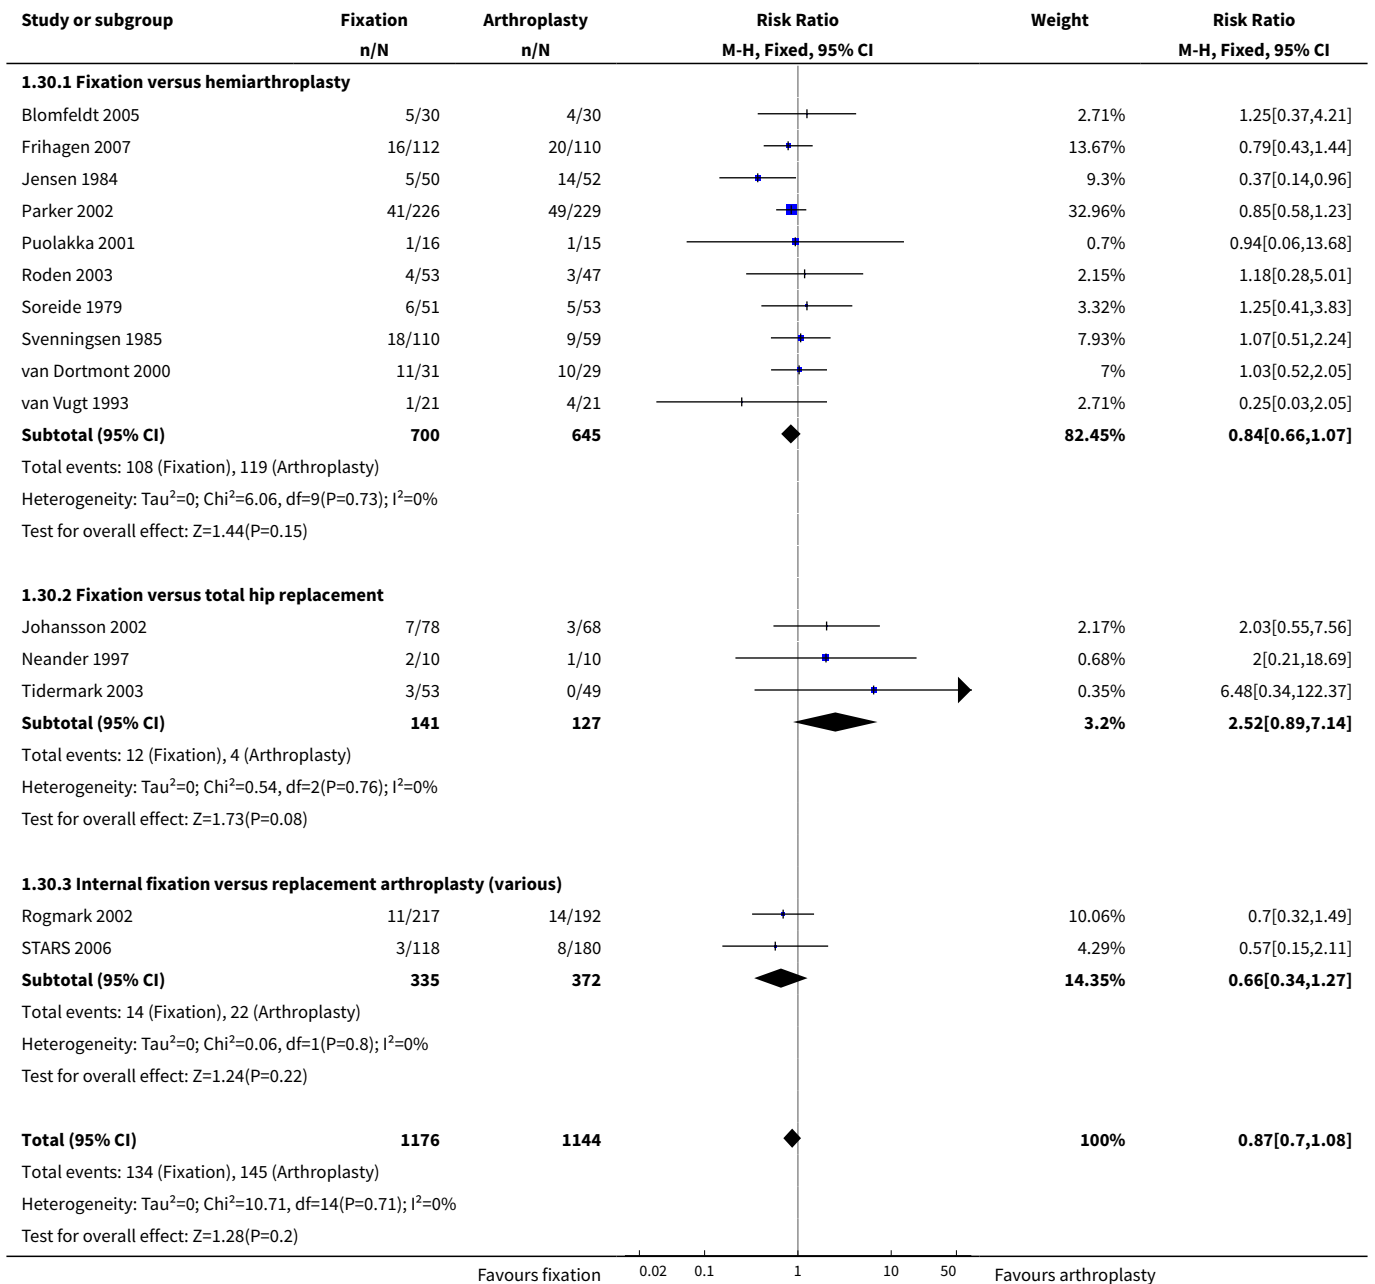 Study or subgroup Fixation Arthroplasty Risk Ratio Weight Risk Ratio
n/N n/N M-H, Fixed, 95% CI M-H, Fixed, 95% CI
1.30.1 Fixation versus hemiarthroplasty
Blomfeldt 2005 5/30 4/30 2.71% 1.25[0.37,4.21]
Frihagen 2007 16/112 20/110 13.67% 0.79[0.43,1.44]
Jensen 1984 5/50 14/52 9.3% 0.37[0.14,0.96]
Parker 2002 41/226 49/229 32.96% 0.85[0.58,1.23]
Puolakka 2001 1/16 1/15 0.7% 0.94[0.06,13.68]
Roden 2003 4/53 3/47 2.15% 1.18[0.28,5.01]
Soreide 1979 6/51 5/53 3.32% 1.25[0.41,3.83]
Svenningsen 1985 18/110 9/59 7.93% 1.07[0.51,2.24]
van Dortmont 2000 11/31 10/29 7% 1.03[0.52,2.05]
van Vugt 1993 1/21 4/21 2.71% 0.25[0.03,2.05]
Subtotal (95% CI) 700 645 82.45% 0.84[0.66,1.07]
Total events: 108 (Fixation), 119 (Arthroplasty)
Heterogeneity: Tau²=0; Chi²=6.06, df=9(P=0.73); I²=0%
Test for overall effect: Z=1.44(P=0.15)
1.30.2 Fixation versus total hip replacement
Johansson 2002 7/78 3/68 2.17% 2.03[0.55,7.56]
Neander 1997 2/10 1/10 0.68% 2[0.21,18.69]
Tidermark 2003 3/53 0/49 0.35% 6.48[0.34,122.37]
Subtotal (95% CI) 141 127 3.2% 2.52[0.89,7.14]
Total events: 12 (Fixation), 4 (Arthroplasty)
Heterogeneity: Tau²=0; Chi²=0.54, df=2(P=0.76); I²=0%
Test for overall effect: Z=1.73(P=0.08)
1.30.3 Internal fixation versus replacement arthroplasty (various)
Rogmark 2002 11/217 14/192 10.06% 0.7[0.32,1.49]
STARS 2006 3/118 8/180 4.29% 0.57[0.15,2.11]
Subtotal (95% CI) 335 372 14.35% 0.66[0.34,1.27]
Total events: 14 (Fixation), 22 (Arthroplasty)
Heterogeneity: Tau²=0; Chi²=0.06, df=1(P=0.8); I²=0%
Test for overall effect: Z=1.24(P=0.22)
Total (95% CI) 1176 1144 100% 0.87[0.7,1.08]
Total events: 134 (Fixation), 145 (Arthroplasty)
Heterogeneity: Tau²=0; Chi²=10.71, df=14(P=0.71); I²=0%
Test for overall effect: Z=1.28(P=0.2)
Favours fixation 0.02 0.1 1 10 50 Favours arthroplasty